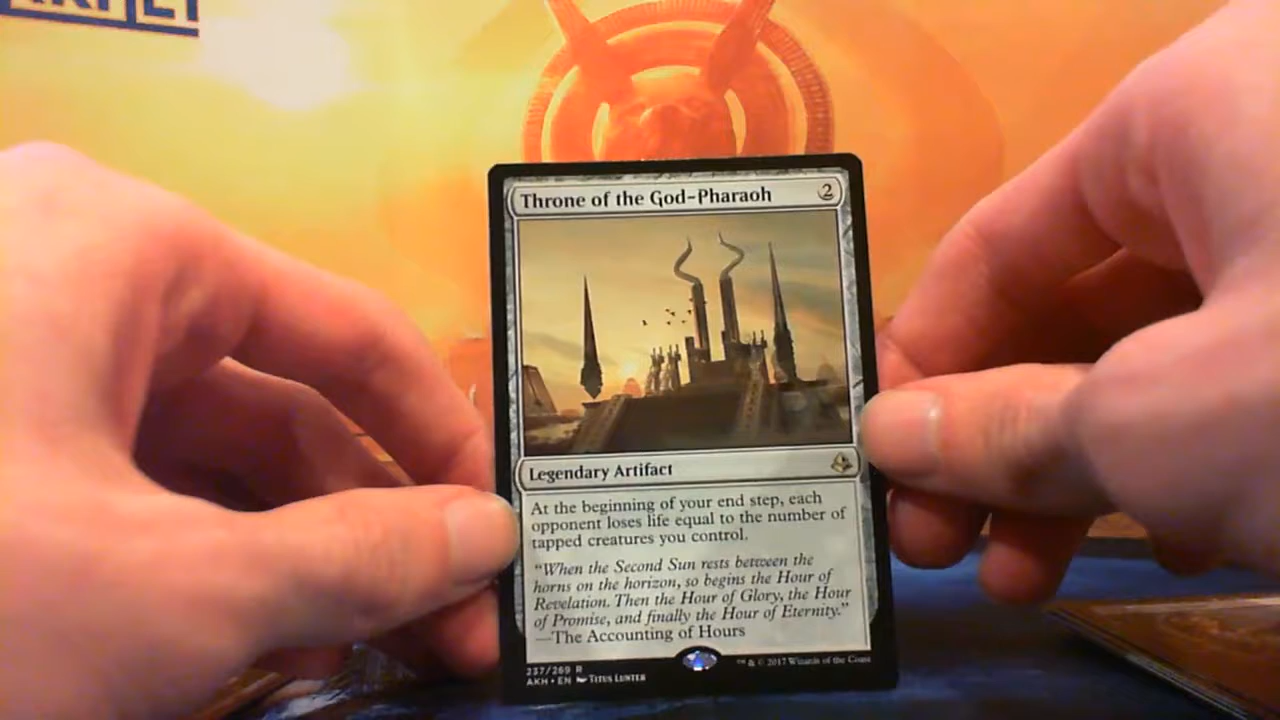 Throne of the God-Pharaoh 2
Legendary Artifact
At the beginning of your end step, each
opponent loses life equal to the number of
tapped creatures you control.
"When the Second Sun rests between the
horns on the horizon, so begins the Hour of
Revelation. Then the Hour of Glory, the Hour
of Promise, and finally the Hour of Eternity."
—The Accounting of Hours
237/269 R
AKH • EN Titus Lunter
™ & © 2017 Wizards of the Coast